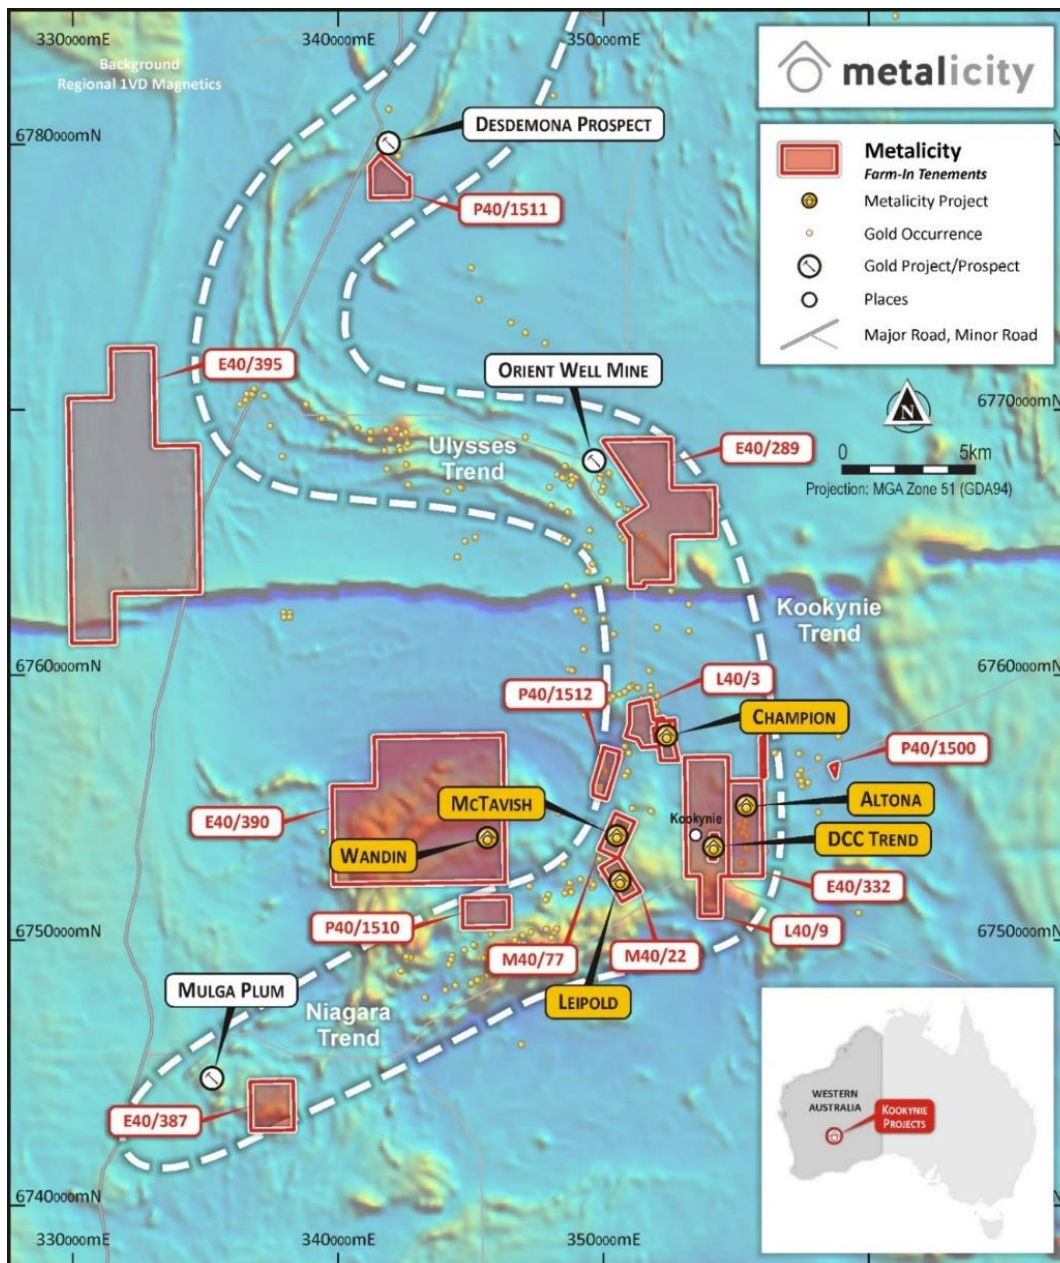 330000mE
340000mE
350000mE
Background
Regional 1VD Magnetics
metalicity
6780000mN
DESDEMONA PROSPECT
P40/1511
Metalicity
Farm-In Tenements
Metalicity Project
Gold Occurrence
Gold Project/Prospect
Places
Major Road, Minor Road
E40/395
ORIENT WELL MINE
6770000mN
N
Ulysses
Trend
E40/289
0
5km
Projection: MGA Zone 51 (GDA94)
Kookynie
Trend
6760000mN
6760000mN
P40/1512
L40/3
CHAMPION
P40/1500
E40/390
MCTAVISH
ALTONA
Kookynie
WANDIN
DCC TREND
E40/332
P40/1510
L40/9
6750000mN
6750000mN
M40/77
M40/22
MULGA PLUM
LEIPOLD
Niagara
Trend
E40/387
WESTERN
AUSTRALIA
KOOKYNIE
PROJECTS
6740000mN
330000mE
340000mE
350000mE